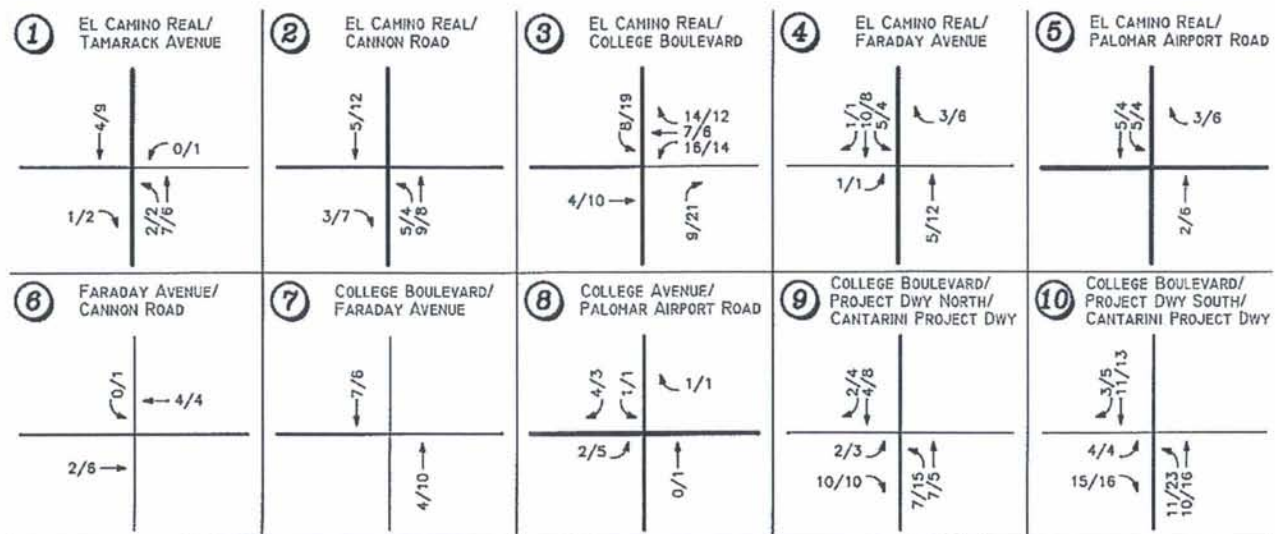 1
EL CAMINO REAL/
TAMARACK AVENUE
4/9
0/1
1/2
2/2
7/6
2
EL CAMINO REAL/
CANNON ROAD
5/12
3/7
5/4
9/8
3
EL CAMINO REAL/
COLLEGE BOULEVARD
8/19
14/12
7/6
16/14
4/10
9/21
4
EL CAMINO REAL/
FARADAY AVENUE
1/1
10/8
5/4
3/6
1/1
5/12
5
EL CAMINO REAL/
PALOMAR AIRPORT ROAD
5/4
5/4
3/6
2/6
6
FARADAY AVENUE/
CANNON ROAD
0/1
4/4
2/6
7
COLLEGE BOULEVARD/
FARADAY AVENUE
7/6
4/10
8
COLLEGE AVENUE/
PALOMAR AIRPORT ROAD
4/3
1/1
1/1
2/5
0/1
9
COLLEGE BOULEVARD/
PROJECT DWY NORTH/
CANTARINI PROJECT DWY
2/4
4/8
2/3
10/10
7/15
7/5
10
COLLEGE BOULEVARD/
PROJECT DWY SOUTH/
CANTARINI PROJECT DWY
3/5
11/13
4/4
15/16
11/23
10/16